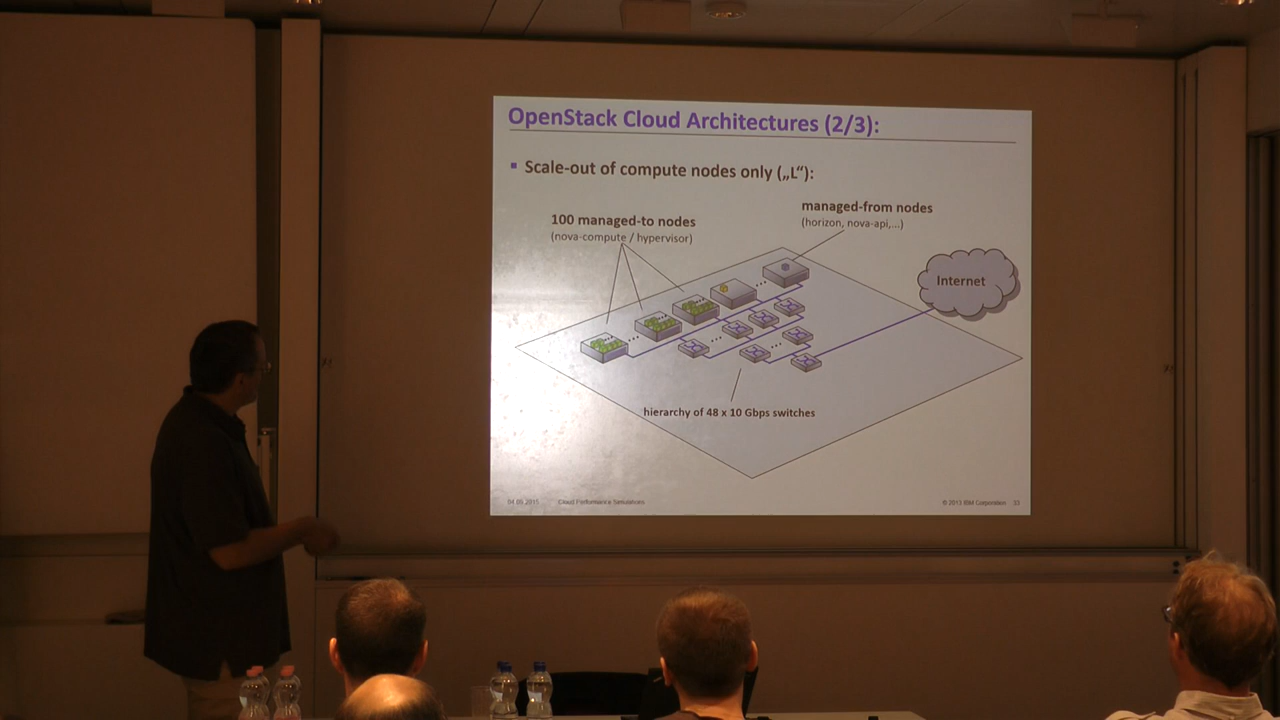 OpenStack Cloud Architectures (2/3):
▪ Scale-out of compute nodes only („L“):
managed-from nodes
(horizon, nova-api,...)
100 managed-to nodes
(nova-compute / hypervisor)
Internet
hierarchy of 48 x 10 Gbps switches
Cloud Performance Simulations
© 2013 IBM Corporation